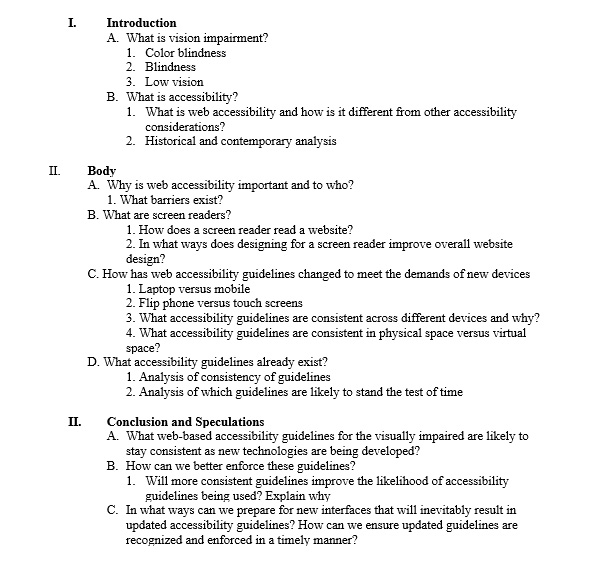 I. Introduction
A. What is vision impairment?
1. Color blindness
2. Blindness
3. Low vision
B. What is accessibility?
1. What is web accessibility and how is it different from other accessibility
considerations?
2. Historical and contemporary analysis
II. Body
A. Why is web accessibility important and to who?
1. What barriers exist?
B. What are screen readers?
1. How does a screen reader read a website?
2. In what ways does designing for a screen reader improve overall website
design?
C. How has web accessibility guidelines changed to meet the demands of new devices
1. Laptop versus mobile
2. Flip phone versus touch screens
3. What accessibility guidelines are consistent across different devices and why?
4. What accessibility guidelines are consistent in physical space versus virtual
space?
D. What accessibility guidelines already exist?
1. Analysis of consistency of guidelines
2. Analysis of which guidelines are likely to stand the test of time
II. Conclusion and Speculations
A. What web-based accessibility guidelines for the visually impaired are likely to
stay consistent as new technologies are being developed?
B. How can we better enforce these guidelines?
1. Will more consistent guidelines improve the likelihood of accessibility
guidelines being used? Explain why
C. In what ways can we prepare for new interfaces that will inevitably result in
updated accessibility guidelines? How can we ensure updated guidelines are
recognized and enforced in a timely manner?